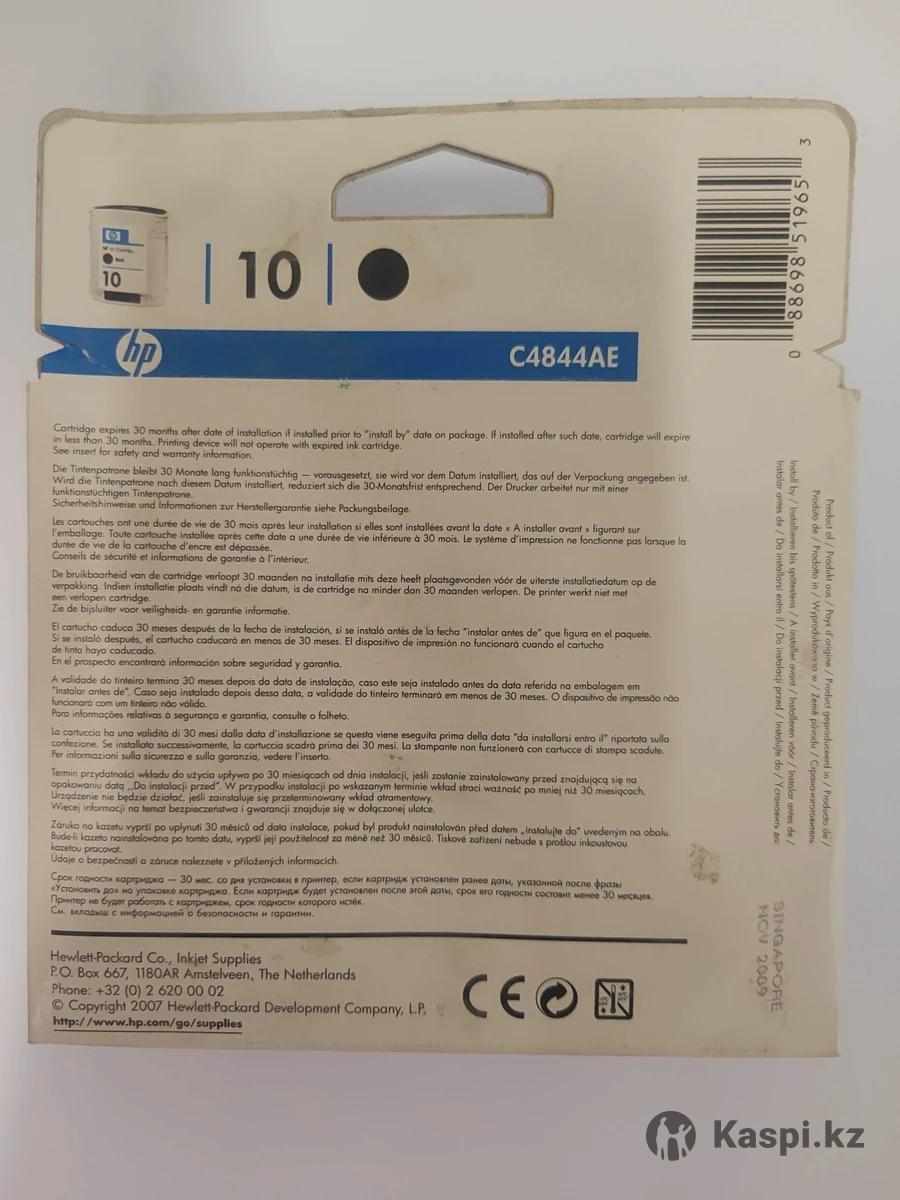 hp
Black
10
10
3
88698 51965
0
hp
C4844AE
Cartridge expires 30 months after date of installation if installed prior to "install by" date on package. If installed after such date, cartridge will expire
in less than 30 months. Printing device will not operate with expired ink cartridge.
See insert for safety and warranty information.
Die Tintenpatrone bleibt 30 Monate lang funktionstüchtig — vorausgesetzt, sie wird vor dem Datum installiert, das auf der Verpackung angegeben ist.
Wird die Tintenpatrone nach diesem Datum installiert, reduziert sich die 30-Monatsfrist entsprechend. Der Drucker arbeitet nur mit einer
funktionstüchtigen Tintenpatrone.
Sicherheitshinweise und Informationen zur Herstellergarantie siehe Packungsbeilage.
Les cartouches ont une durée de vie de 30 mois après leur installation si elles sont installées avant la date « A installer avant » figurant sur
l'emballage. Toute cartouche installée après cette date a une durée de vie inférieure à 30 mois. Le système d'impression ne fonctionne pas lorsque la
durée de vie de la cartouche d'encre est dépassée.
Conseils de sécurité et informations de garantie à l'intérieur.
De bruikbaarheid van de cartridge verloopt 30 maanden na installatie mits deze heeft plaatsgevonden vóór de uiterste installatiedatum op de
verpakking. Indien installatie plaats vindt ná die datum, is de cartridge na minder dan 30 maanden verlopen. De printer werkt niet met
een verlopen cartridge.
Zie de bijsluiter voor veiligheids- en garantie informatie.
El cartucho caduca 30 meses después de la fecha de instalación, si se instaló antes de la fecha "instalar antes de" que figura en el paquete.
Si se instaló después, el cartucho caducará en menos de 30 meses. El dispositivo de impresión no funcionará cuando el cartucho
de tinta haya caducado.
En el prospecto encontrará información sobre seguridad y garantía.
A validade do tinteiro termina 30 meses depois da data de instalação, caso este seja instalado antes da data referida na embalagem em
"Instalar antes de". Caso seja instalado depois dessa data, a validade do tinteiro terminará em menos de 30 meses. O dispositivo de impressão não
funcionará com um tinteiro não válido.
Para informações relativas à segurança e garantia, consulte o folheto.
La cartuccia ha una validità di 30 mesi dalla data d'installazione se questa viene eseguita prima della data "da installarsi entro il" riportata sulla
confezione. Se installata successivamente, la cartuccia scadrà prima dei 30 mesi. La stampante non funzionerà con cartucce di stampa scadute.
Per informazioni sulla sicurezza e sulla garanzia, vedere l'inserto.
Termin przydatności wkładu do użycia upływa po 30 miesiącach od dnia instalacji, jeśli zostanie zainstalowany przed znajdującą się na
opakowaniu datą „Do instalacji przed". W przypadku instalacji po wskazanym terminie wkład straci ważność po mniej niż 30 miesiącach.
Urządzenie nie będzie działać, jeśli zainstaluje się przeterminowany wkład atramentowy.
Więcej informacji na temat bezpieczeństwa i gwarancji znajduje się w dołączonej ulotce.
Záruka na kazetu vyprší po uplynutí 30 měsíců od data instalace, pokud byl produkt nainstalován před datem „instalujte do" uvedeným na obalu.
Bude-li kazeta nainstalována po tomto datu, vyprší její použitelnost za méně než 30 měsíců. Tiskové zařízení nebude s prošlou inkoustovou
kazetou pracovat.
Údaje o bezpečnosti a záruce naleznete v přiložených informacích.
Срок годности картриджа — 30 мес. со дня установки в принтер, если картридж установлен ранее даты, указанной после фразы
«Установить до» на упаковке картриджа. Если картридж будет установлен после этой даты, срок его годности составит менее 30 месяцев.
Принтер не будет работать с картриджем, срок годности которого истёк.
См. вкладыш с информацией о безопасности и гарантии.
Hewlett-Packard Co., Inkjet Supplies
P.O. Box 667, 1180AR Amstelveen, The Netherlands
Phone: +32 (0) 2 620 00 02
© Copyright 2007 Hewlett-Packard Development Company, L.P.
http://www.hp.com/go/supplies
CE
Product of / Produkt aus / Pays d'origine / Product geproduceerd in / Producto de /
Produto de / Prodotto in / Wyprodukowano w / Země původu / Страна-изготовитель
Install by / Installieren bis spätestens / A installer avant / Installeren vóór / Instalar antes de /
Instalar antes de / Da installarsi entro il / Do instalacji przed / Instalujte do / Установить до:
SINGAPORE
NOV 2009
Kaspi.kz